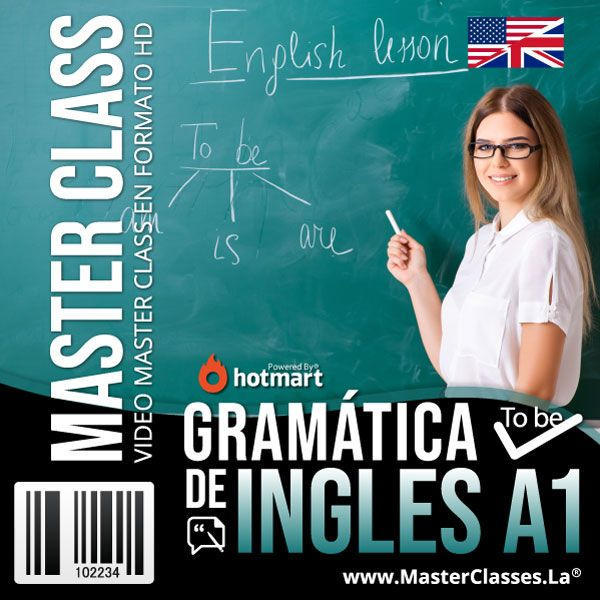 English lesson
To be
am
is
are
MASTER CLASS
VIDEO MASTER CLASS EN FORMATO HD
Powered By®
hotmart
GRAMÁTICA
To be
DE
INGLES A1
102234
www.MasterClasses.La®